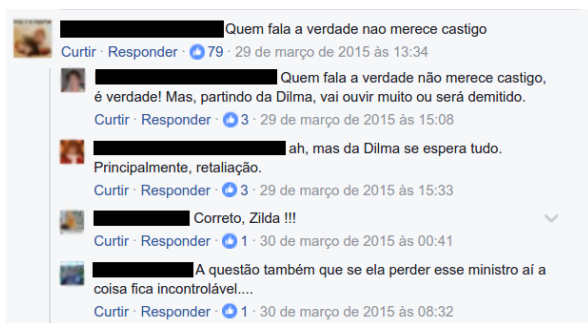 Quem fala a verdade nao merece castigo
Curtir · Responder · 79 · 29 de março de 2015 às 13:34
Quem fala a verdade não merece castigo,
é verdade! Mas, partindo da Dilma, vai ouvir muito ou será demitido.
Curtir · Responder · 3 · 29 de março de 2015 às 15:08
ah, mas da Dilma se espera tudo.
Principalmente, retaliação.
Curtir · Responder · 3 · 29 de março de 2015 às 15:33
Correto, Zilda !!!
Curtir · Responder · 1 · 30 de março de 2015 às 00:41
A questão também que se ela perder esse ministro aí a
coisa fica incontrolável....
Curtir · Responder · 1 · 30 de março de 2015 às 08:32